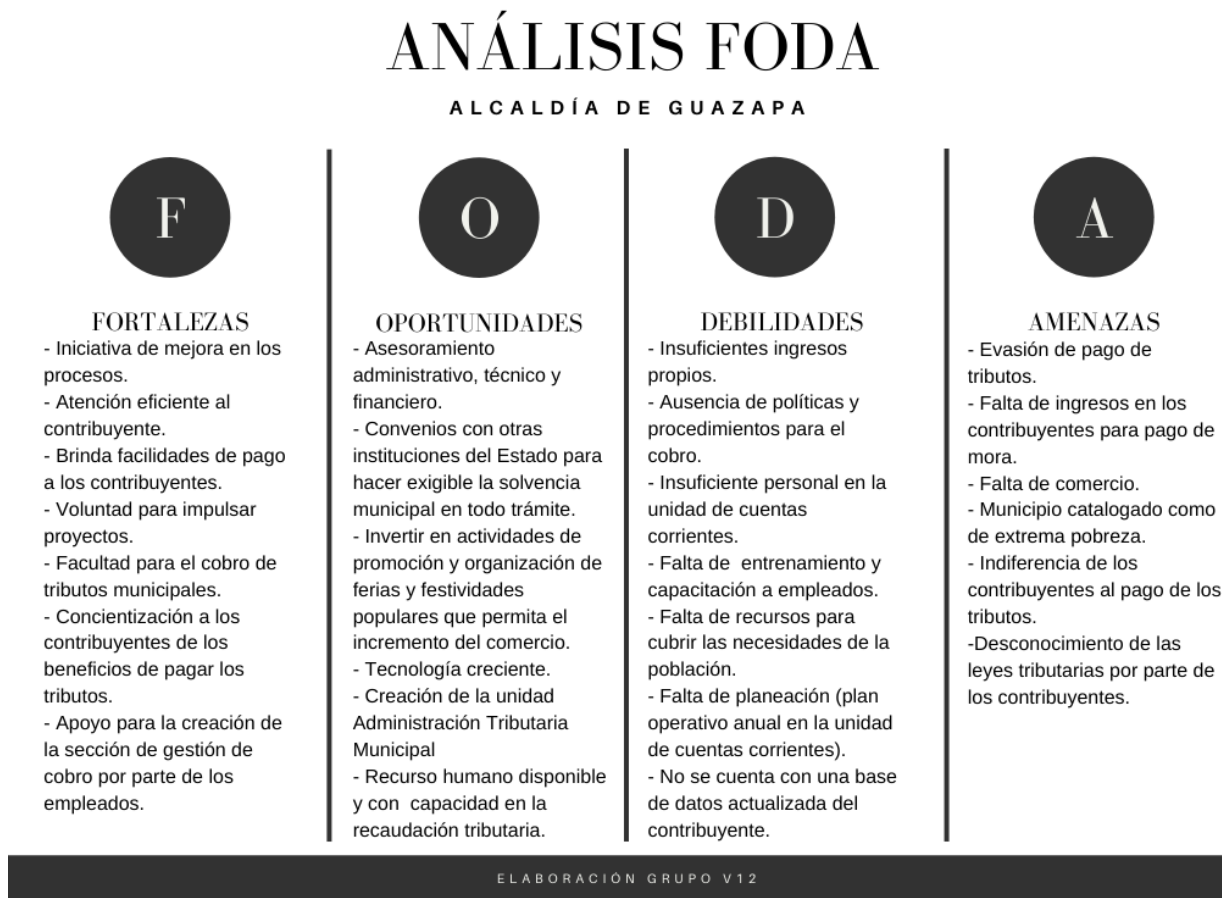 ANÁLISIS FODA
ALCALDÍA DE GUAZAPA
F
FORTALEZAS
- Iniciativa de mejora en los
procesos.
- Atención eficiente al
contribuyente.
- Brinda facilidades de pago
a los contribuyentes.
- Voluntad para impulsar
proyectos.
- Facultad para el cobro de
tributos municipales.
- Concientización a los
contribuyentes de los
beneficios de pagar los
tributos.
- Apoyo para la creación de
la sección de gestión de
cobro por parte de los
empleados.
O
OPORTUNIDADES
- Asesoramiento
administrativo, técnico y
financiero.
- Convenios con otras
instituciones del Estado para
hacer exigible la solvencia
municipal en todo trámite.
- Invertir en actividades de
promoción y organización de
ferias y festividades
populares que permita el
incremento del comercio.
- Tecnología creciente.
- Creación de la unidad
Administración Tributaria
Municipal
- Recurso humano disponible
y con  capacidad en la
recaudación tributaria.
D
DEBILIDADES
- Insuficientes ingresos
propios.
- Ausencia de políticas y
procedimientos para el
cobro.
- Insuficiente personal en la
unidad de cuentas
corrientes.
- Falta de  entrenamiento y
capacitación a empleados.
- Falta de recursos para
cubrir las necesidades de la
población.
- Falta de planeación (plan
operativo anual en la unidad
de cuentas corrientes).
- No se cuenta con una base
de datos actualizada del
contribuyente.
A
AMENAZAS
- Evasión de pago de
tributos.
- Falta de ingresos en los
contribuyentes para pago de
mora.
- Falta de comercio.
- Municipio catalogado como
de extrema pobreza.
- Indiferencia de los
contribuyentes al pago de los
tributos.
-Desconocimiento de las
leyes tributarias por parte de
los contribuyentes.
ELABORACIÓN GRUPO V12